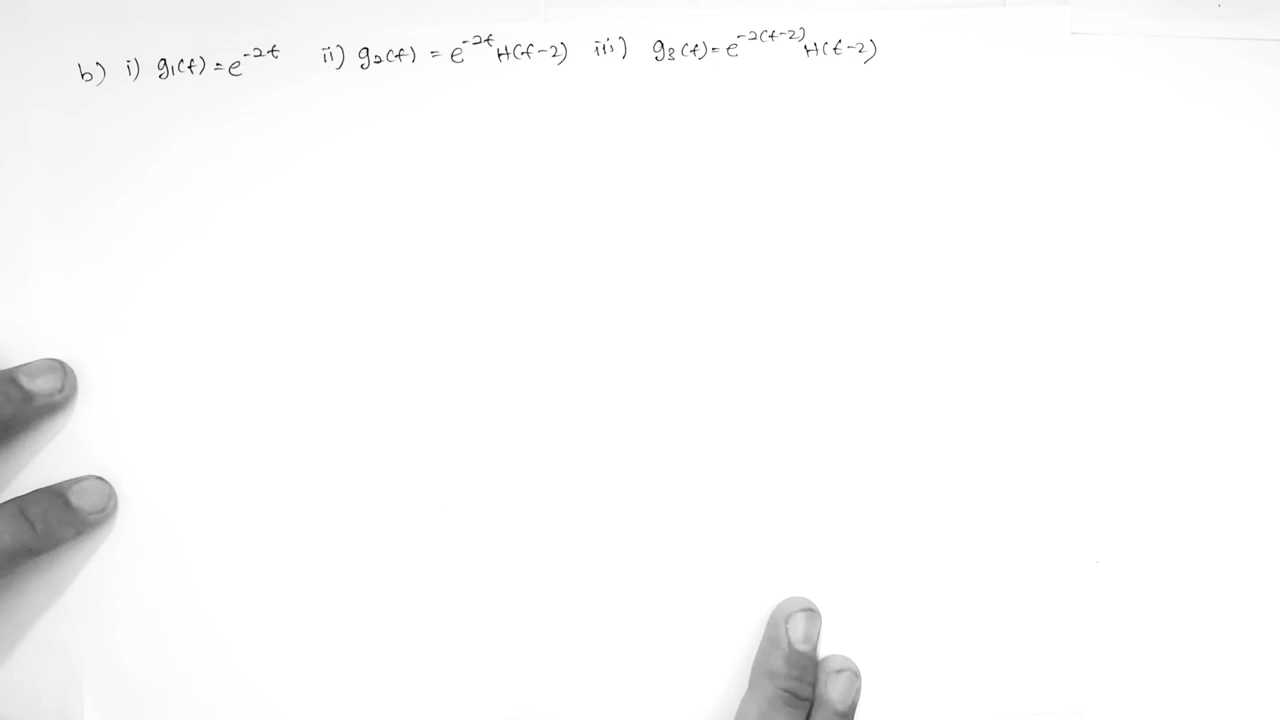 b) i) g₁(t) = e^{-2t} ii) g₂(t) = e^{-2t} H(t-2) iii) g₃(t) = e^{-2(t-2)} H(t-2)